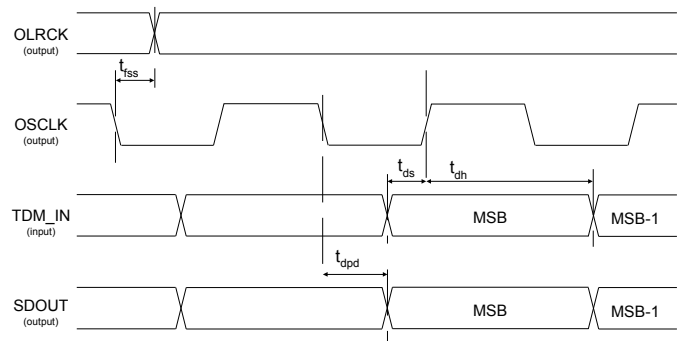 OLRCK
(output)
t_fss
OSCLK
(output)
t_ds
t_dh
TDM_IN
(input)
MSB
MSB-1
t_dpd
SDOUT
(output)
MSB
MSB-1